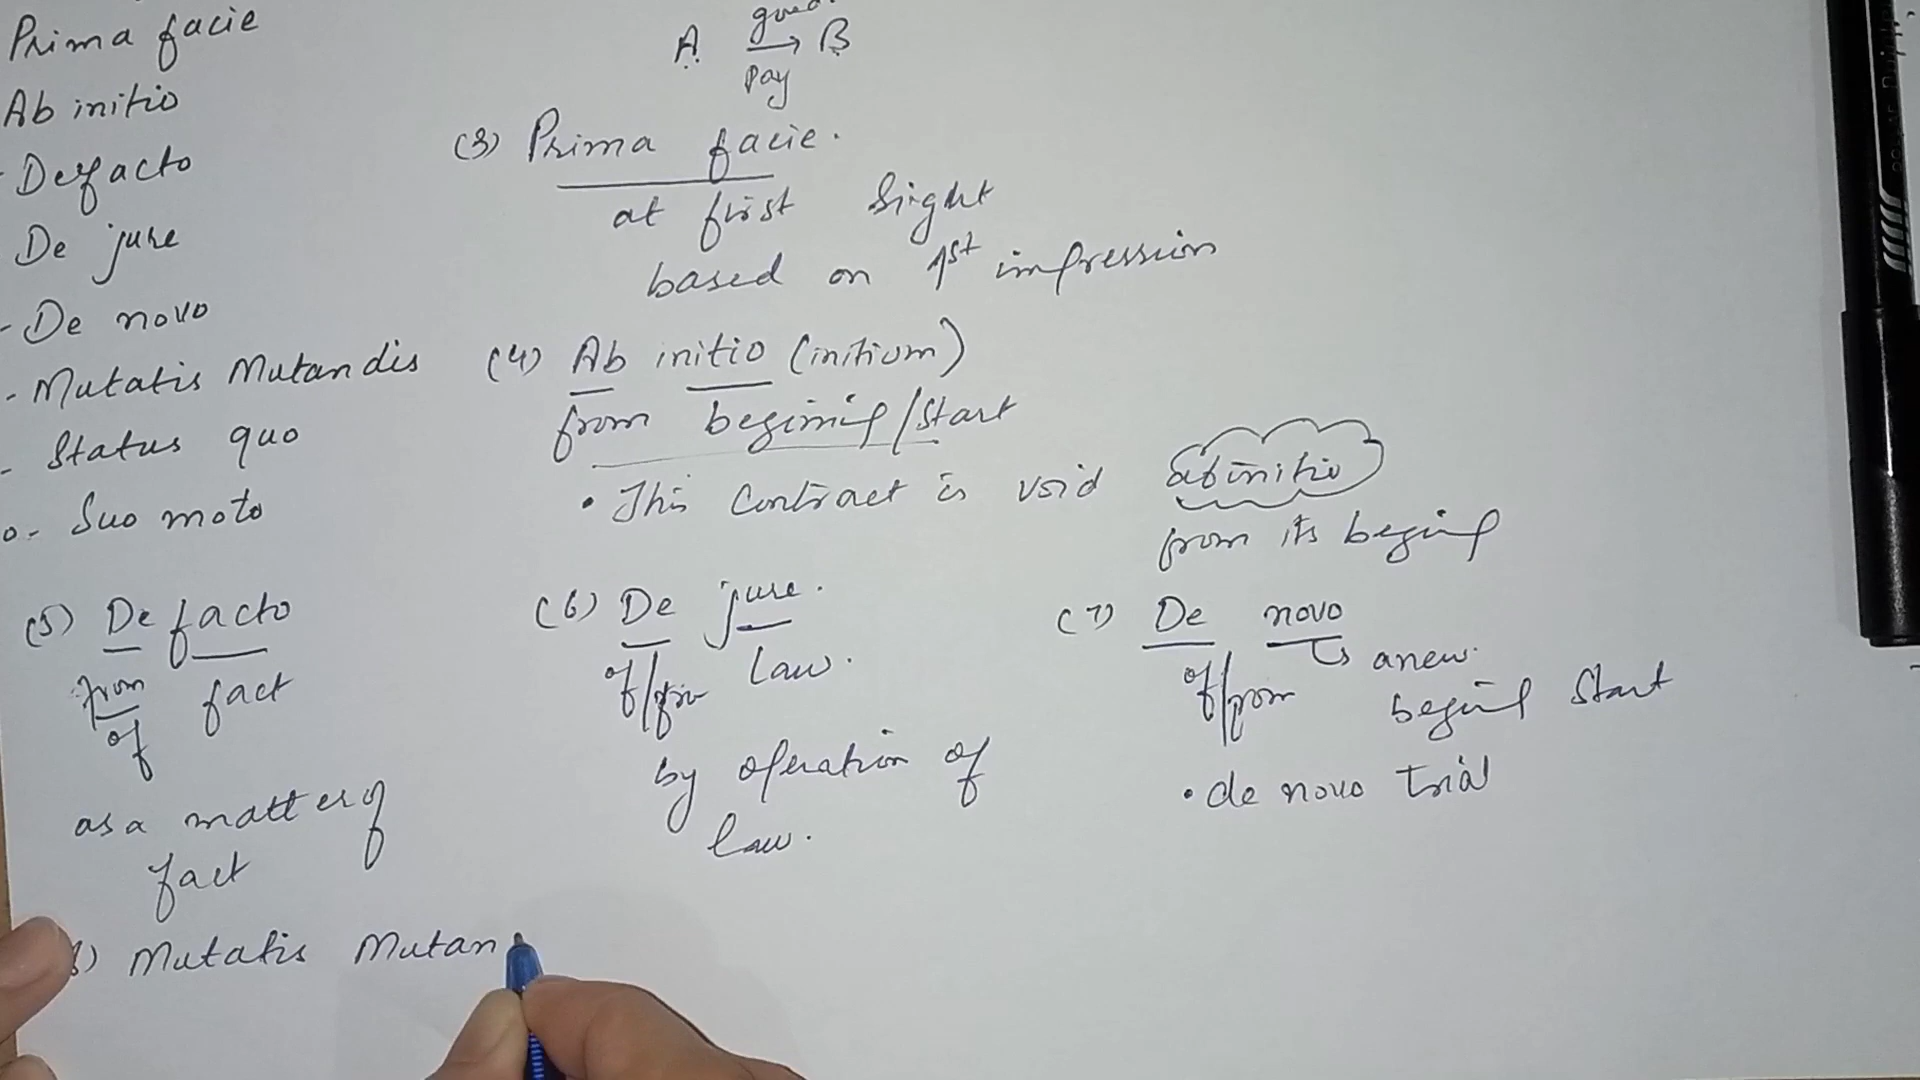 Prima facie
Ab initio
- Defacto
De jure
- De novo
- Mutatis Mutandis
- Status quo
0- Suo moto
A → B
pay
(3) Prima facie.
at first sight
based on 1st impression
(4) Ab initio (initium)
from begining/start
• This contract is void abinitio
from its begining
(5) De facto
from fact
of
as a matter of
fact
(6) De jure.
of/from law.
by operation of
law.
(7) De novo
↳ anew.
of/from begining start
• de novo trial
) Mutatis Mutan